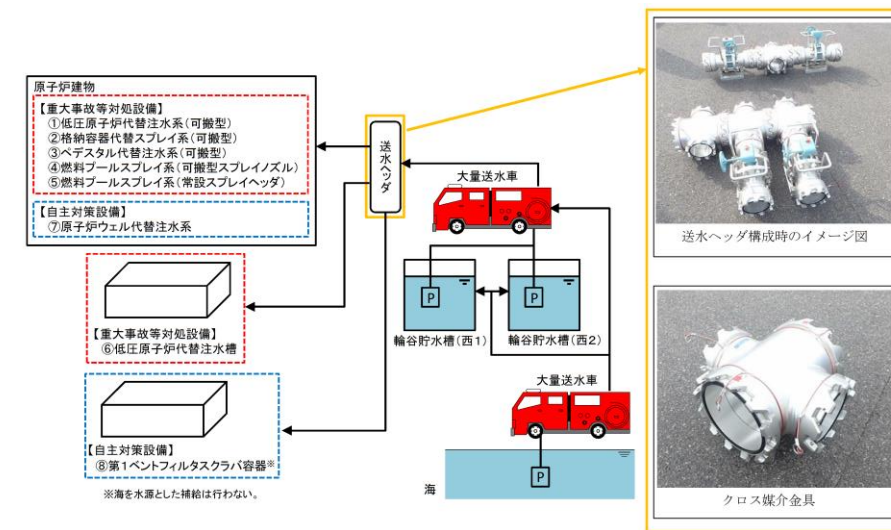 原子炉建物
【重大事故等対処設備】
①低圧原子炉代替注水系(可搬型)
②格納容器代替スプレイ系(可搬型)
③ペデスタル代替注水系(可搬型)
④燃料プールスプレイ系(可搬型スプレイノズル)
⑤燃料プールスプレイ系(常設スプレイヘッダ)
【自主対策設備】
⑦原子炉ウェル代替注水系
【重大事故等対処設備】
⑥低圧原子炉代替注水槽
【自主対策設備】
⑧第1ベントフィルタスクラバ容器※
※海を水源とした補給は行わない。
送水ヘッダ
大量送水車
P
P
輪谷貯水槽(西1)
輪谷貯水槽(西2)
大量送水車
P
海
送水ヘッダ構成時のイメージ図
クロス媒介金具